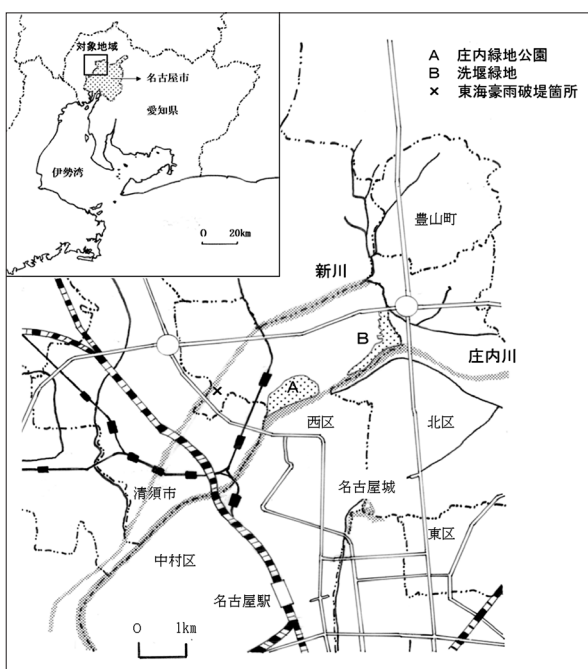 対象地域
名古屋市
愛知県
伊勢湾
0 20km
A 庄内緑地公園
B 洗堰緑地
× 東海豪雨破堤箇所
豊山町
新川
B
庄内川
A
西区
北区
清須市
名古屋城
東区
中村区
名古屋駅
0 1km